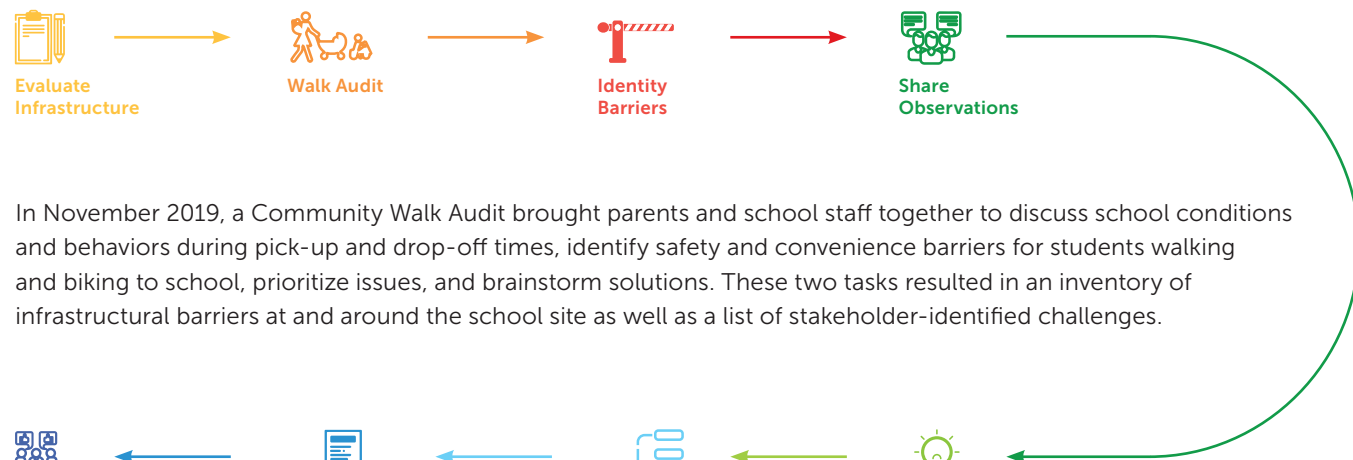 Evaluate
Infrastructure
Walk Audit
Identity
Barriers
Share
Observations
In November 2019, a Community Walk Audit brought parents and school staff together to discuss school conditions
and behaviors during pick-up and drop-off times, identify safety and convenience barriers for students walking
and biking to school, prioritize issues, and brainstorm solutions. These two tasks resulted in an inventory of
infrastructural barriers at and around the school site as well as a list of stakeholder-identified challenges.